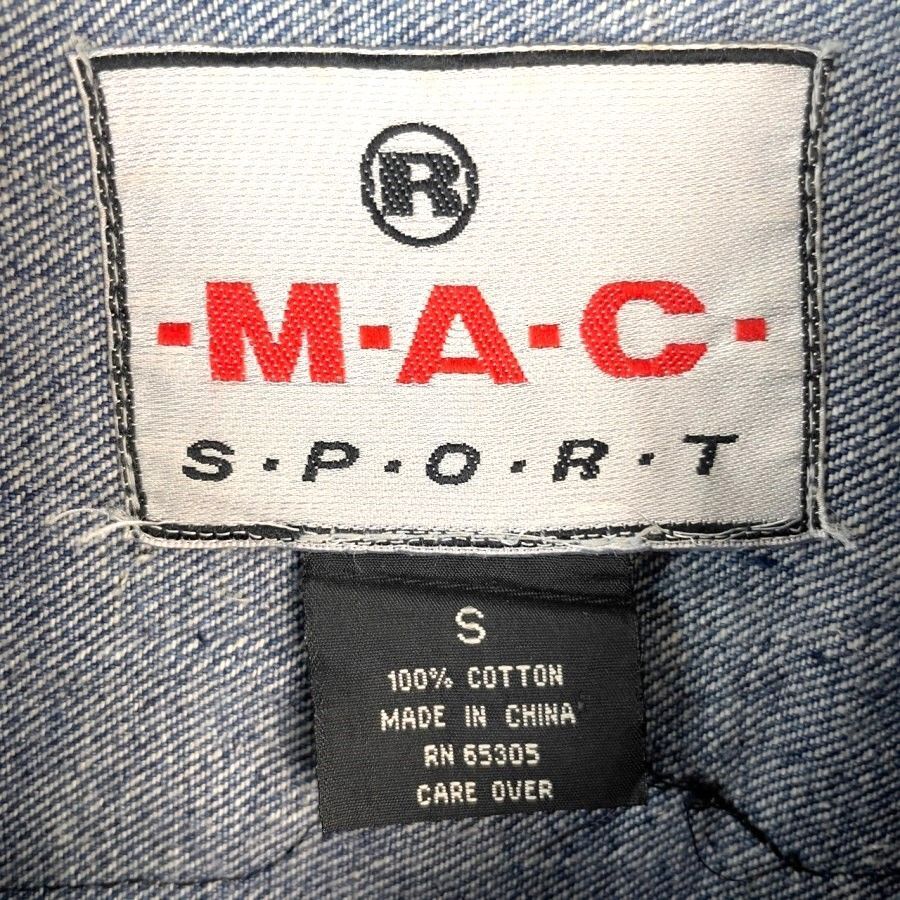 ®
·M·A·C·
S·P·O·R·T
S
100% COTTON
MADE IN CHINA
RN 65305
CARE OVER